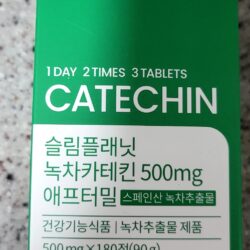 1 DAY 2 TIMES 3 TABLETS
CATECHIN
슬림플래닛
녹차카테킨 500mg
애프터밀 스페인산 녹차추출물
건강기능식품 | 녹차추출물 제품
500 mg × 180정(90g)